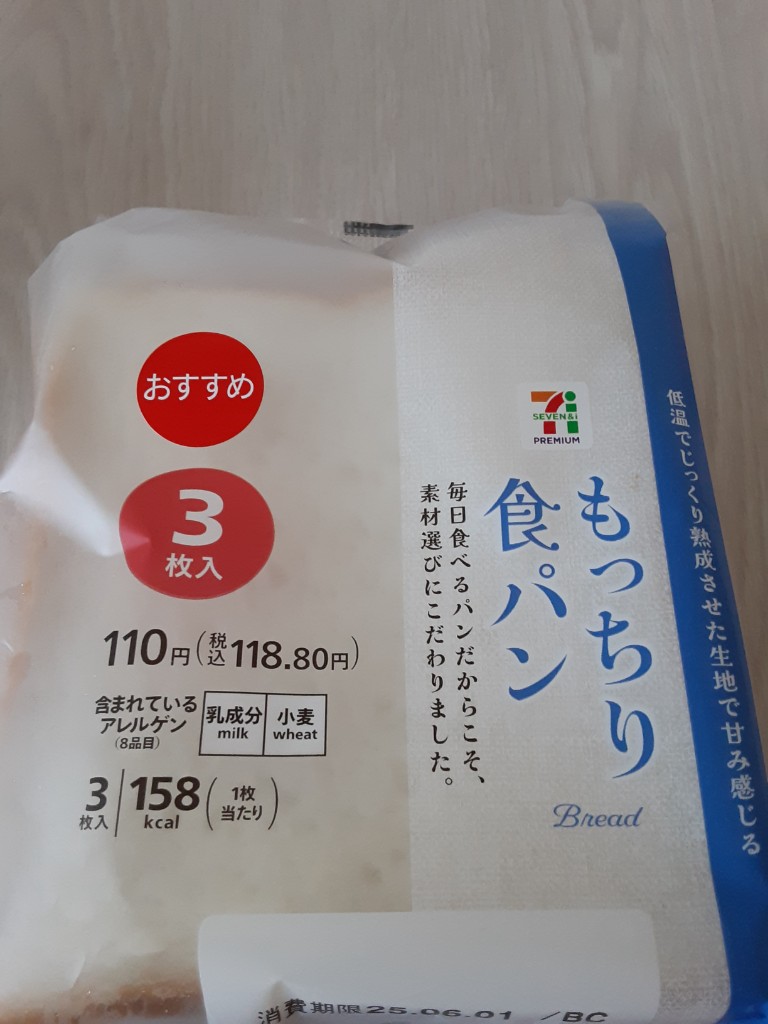 おすすめ
3
枚入
110円(税込118.80円)
含まれている
アレルゲン
(8品目)
乳成分
milk
小麦
wheat
3
枚入
158
kcal
(1枚
当たり)
7i
SEVEN&i
PREMIUM
もっちり
食パン
毎日食べるパンだからこそ、
素材選びにこだわりました。
Bread
低温でじっくり熟成させた生地で甘み感じる
消費期限25.06.01 /BC